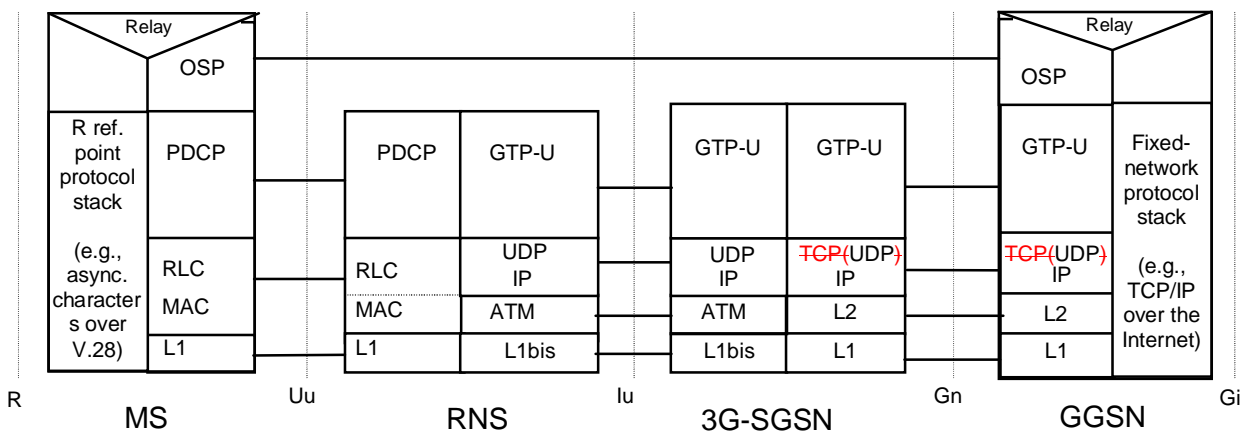 Relay
OSP
R ref.
point
protocol
stack
(e.g.,
async.
character
s over
V.28)
PDCP
RLC
MAC
L1
PDCP
GTP-U
RLC
UDP
IP
MAC
ATM
L1
L1bis
GTP-U
GTP-U
UDP
IP
TCP(UDP)
IP
ATM
L2
L1bis
L1
Relay
OSP
GTP-U
TCP(UDP)
IP
L2
L1
Fixed-
network
protocol
stack
(e.g.,
TCP/IP
over the
Internet)
R
MS
Uu
RNS
Iu
3G-SGSN
Gn
GGSN
Gi